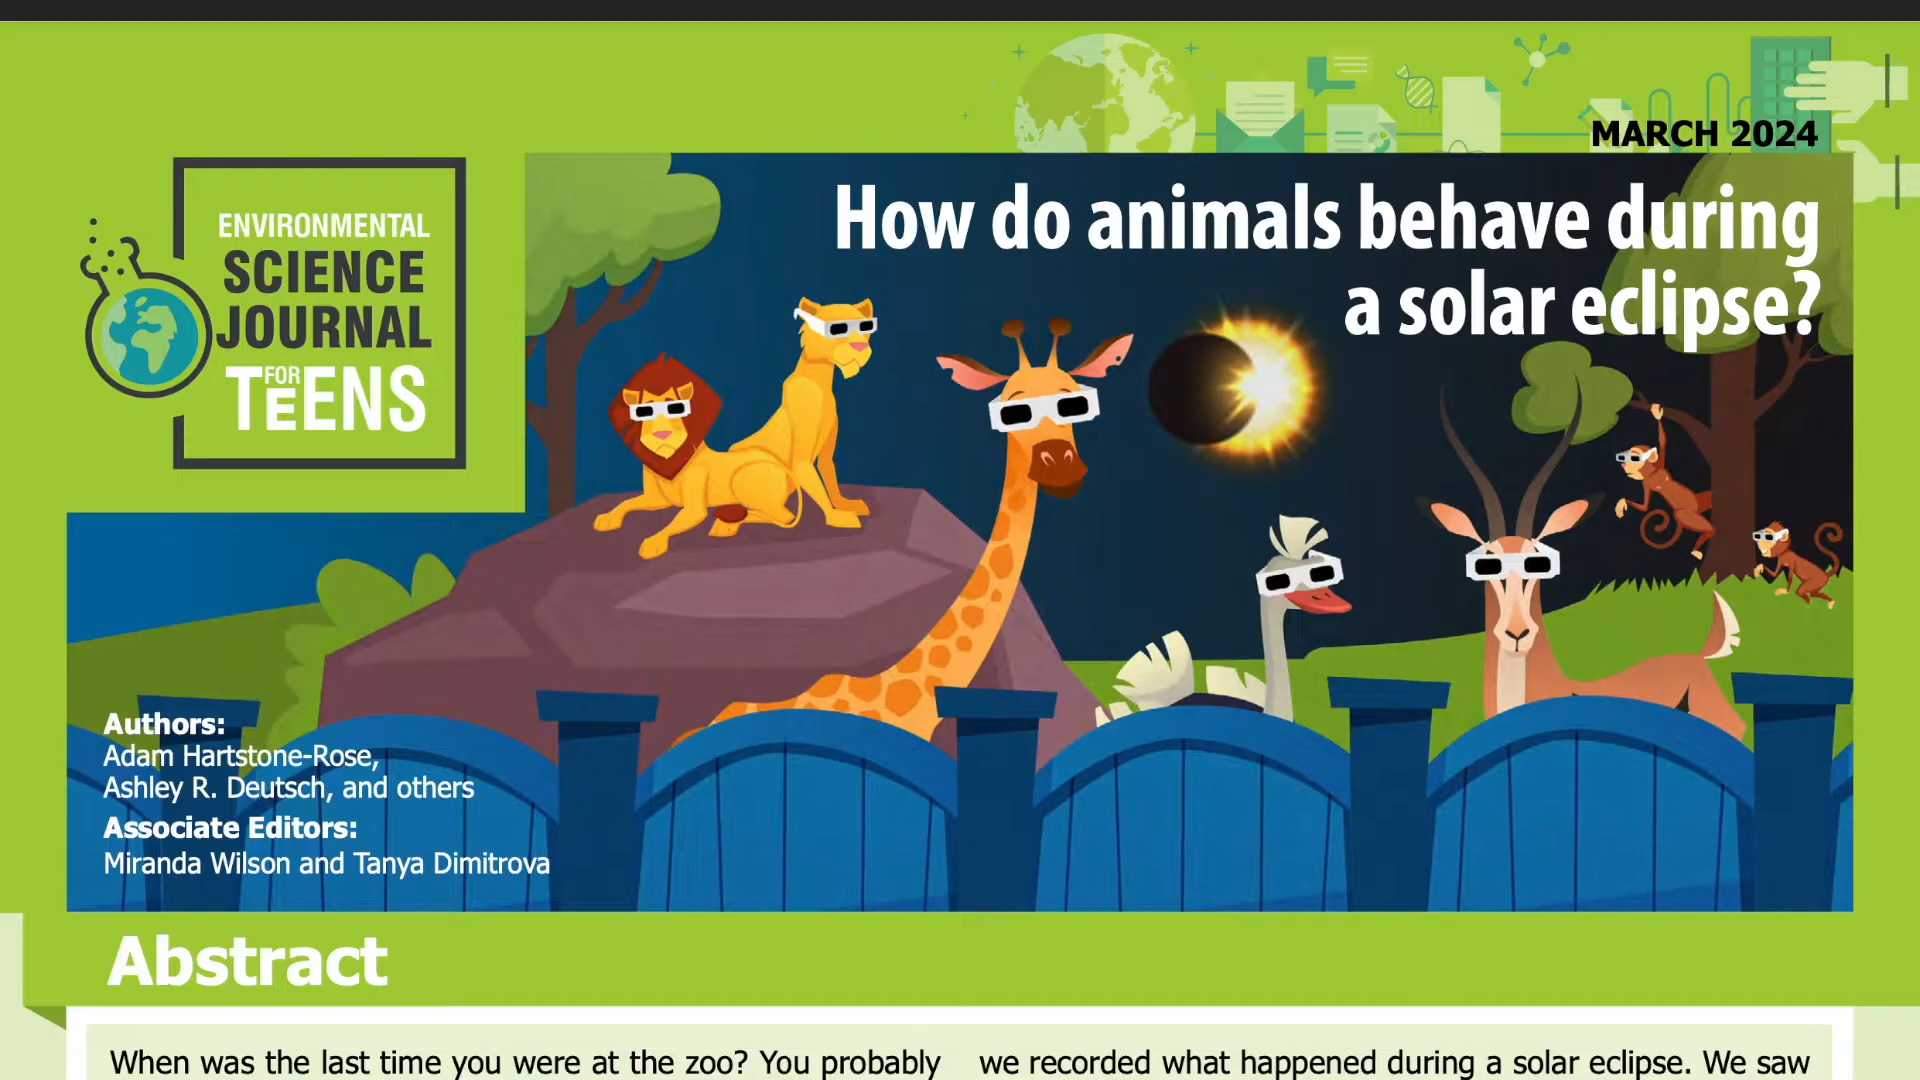 MARCH 2024
ENVIRONMENTAL
SCIENCE
JOURNAL
FOR
TEENS
How do animals behave during
a solar eclipse?
Authors:
Adam Hartstone-Rose,
Ashley R. Deutsch, and others
Associate Editors:
Miranda Wilson and Tanya Dimitrova
Abstract
When was the last time you were at the zoo? You probably
we recorded what happened during a solar eclipse. We saw